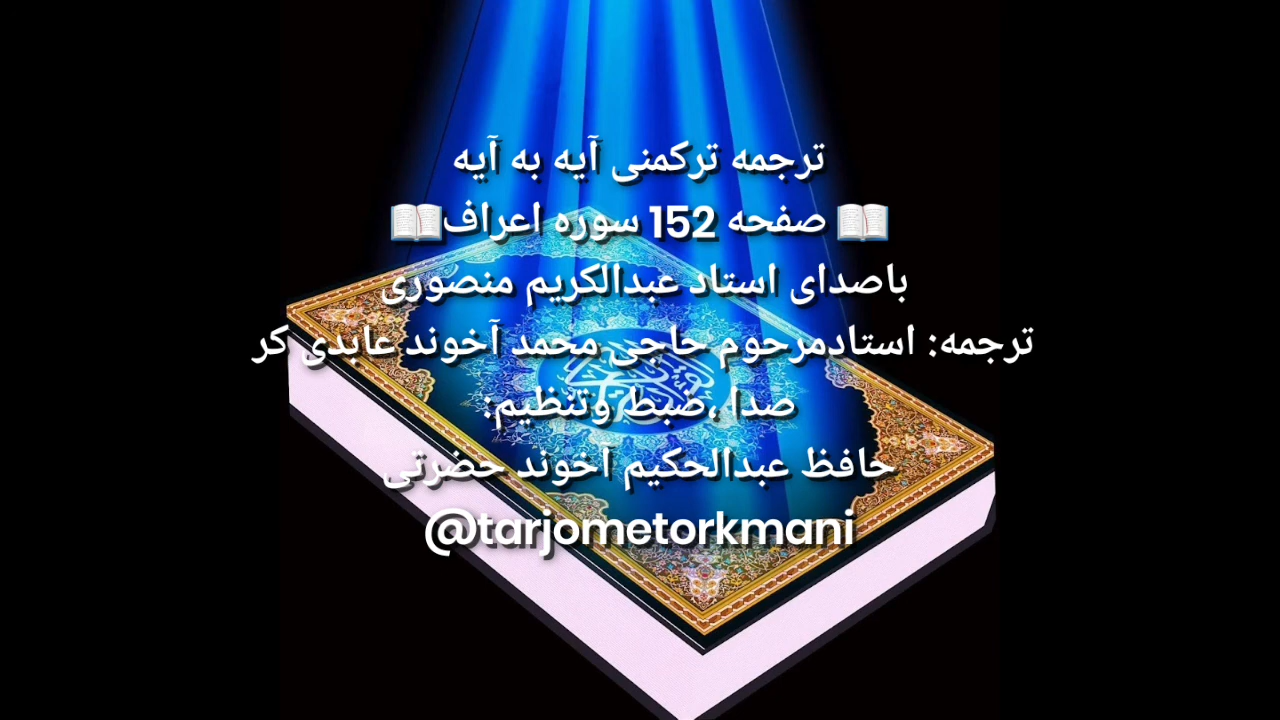 ترجمه ترکمنی آیه به آیه
📖 صفحه 152 سوره اعراف📖
باصدای استاد عبدالکریم منصوری
ترجمه: استادمرحوم حاجی محمد آخوند عابدی کر
صدا ،ضبط وتنظیم:
حافظ عبدالحکیم آخوند حضرتی
@tarjometorkmani